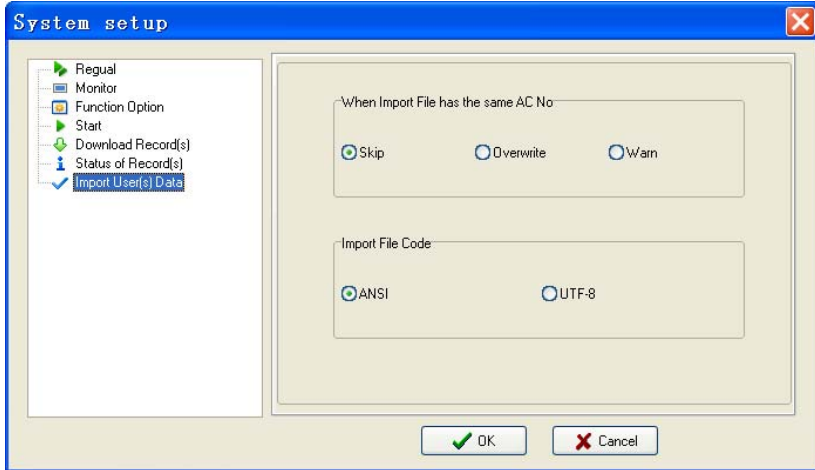 System setup
Regual
Monitor
Function Option
Start
Download Record(s)
Status of Record(s)
Import User(s) Data
When Import File has the same AC No
Skip Overwrite Warn
Import File Code
ANSI UTF-8
OK Cancel